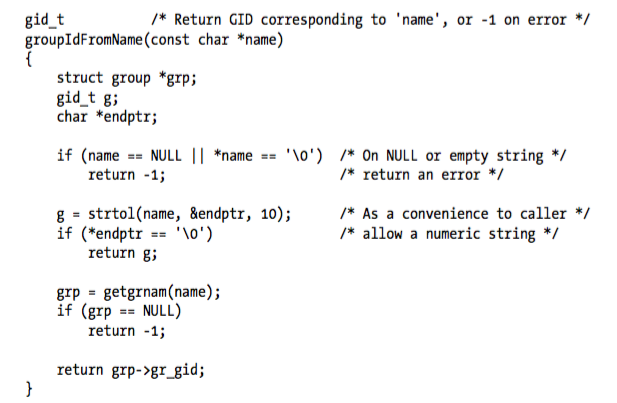 gid_t           /* Return GID corresponding to 'name', or -1 on error */
groupIdFromName(const char *name)
{
    struct group *grp;
    gid_t g;
    char *endptr;

    if (name == NULL || *name == '\0')  /* On NULL or empty string */
        return -1;                      /* return an error */

    g = strtol(name, &endptr, 10);      /* As a convenience to caller */
    if (*endptr == '\0')                /* allow a numeric string */
        return g;

    grp = getgrnam(name);
    if (grp == NULL)
        return -1;

    return grp->gr_gid;
}